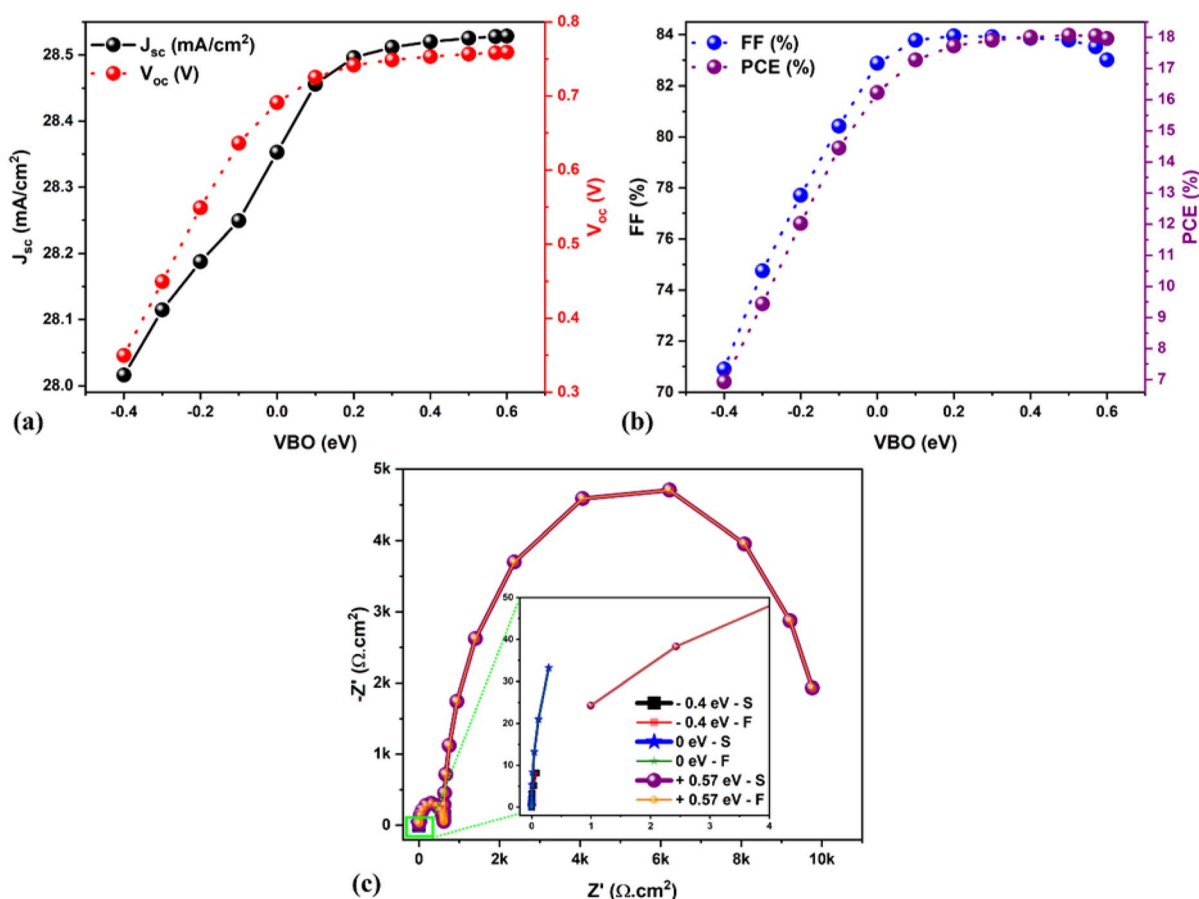 J_sc (mA/cm²)
V_oc (V)
28.5
28.4
28.3
28.2
28.1
28.0
J_sc (mA/cm²)
0.8
0.7
0.6
0.5
0.4
0.3
V_oc (V)
-0.4 -0.2 0.0 0.2 0.4 0.6
VBO (eV)
(a)
FF (%)
PCE (%)
84
82
80
78
76
74
72
71
70
FF (%)
18
17
16
15
14
13
12
11
10
9
8
7
PCE (%)
-0.4 -0.2 0.0 0.2 0.4 0.6
VBO (eV)
(b)
5k
4k
3k
2k
1k
0
-Z' (Ω.cm²)
50
40
30
20
10
0
0 1 2 3 4
- 0.4 eV - S
- 0.4 eV - F
0 eV - S
0 eV - F
+ 0.57 eV - S
+ 0.57 eV - F
0 2k 4k 6k 8k 10k
Z' (Ω.cm²)
(c)